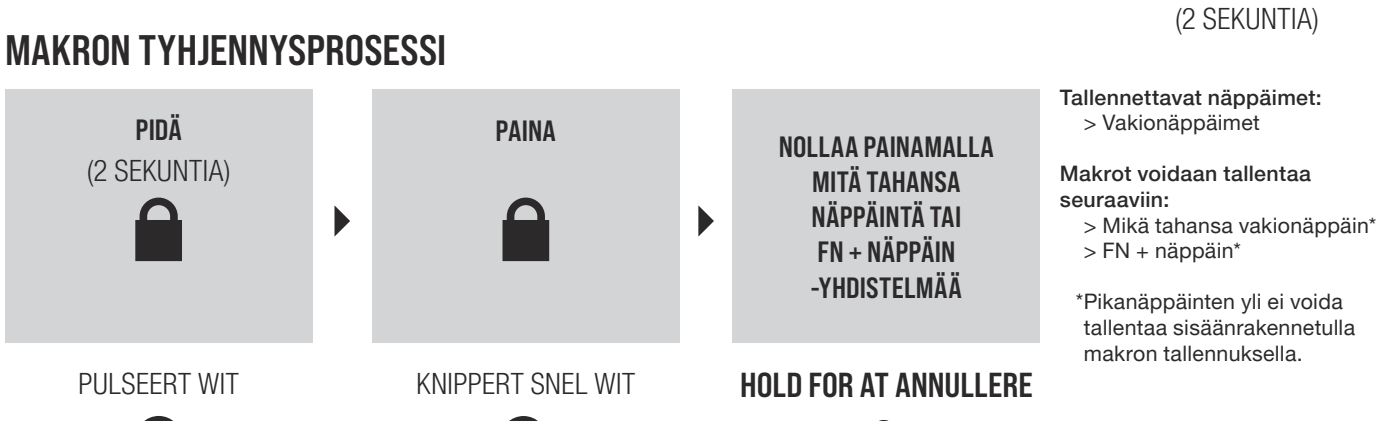 (2 SEKUNTIA)
MAKRON TYHJENNYSPROSESSI
PIDÄ
(2 SEKUNTIA)
PAINA
NOLLAA PAINAMALLA
MITÄ TAHANSA
NÄPPÄINTÄ TAI
FN + NÄPPÄIN
-YHDISTELMÄÄ
Tallennettavat näppäimet:
> Vakionäppäimet
Makrot voidaan tallentaa
seuraaviin:
> Mikä tahansa vakionäppäin*
> FN + näppäin*
*Pikanäppäinten yli ei voida
tallentaa sisäänrakennetulla
makron tallennuksella.
PULSEERT WIT
KNIPPERT SNEL WIT
HOLD FOR AT ANNULLERE